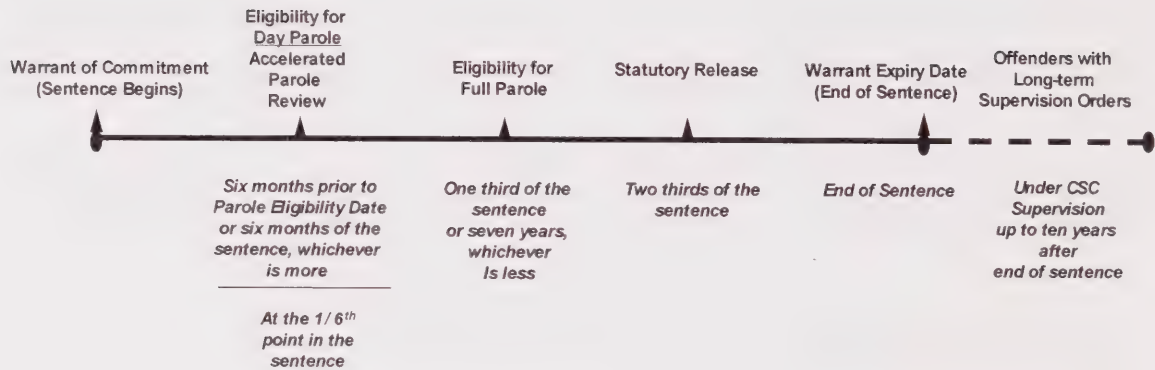 Warrant of Commitment
(Sentence Begins)
Eligibility for
Day Parole
Accelerated
Parole
Review
Eligibility for
Full Parole
Statutory Release
Warrant Expiry Date
(End of Sentence)
Offenders with
Long-term
Supervision Orders
Six months prior to
Parole Eligibility Date
or six months of the
sentence, whichever
is more
At the 1/6th
point in the
sentence
One third of the
sentence
or seven years,
whichever
Is less
Two thirds of the
sentence
End of Sentence
Under CSC
Supervision
up to ten years
after
end of sentence